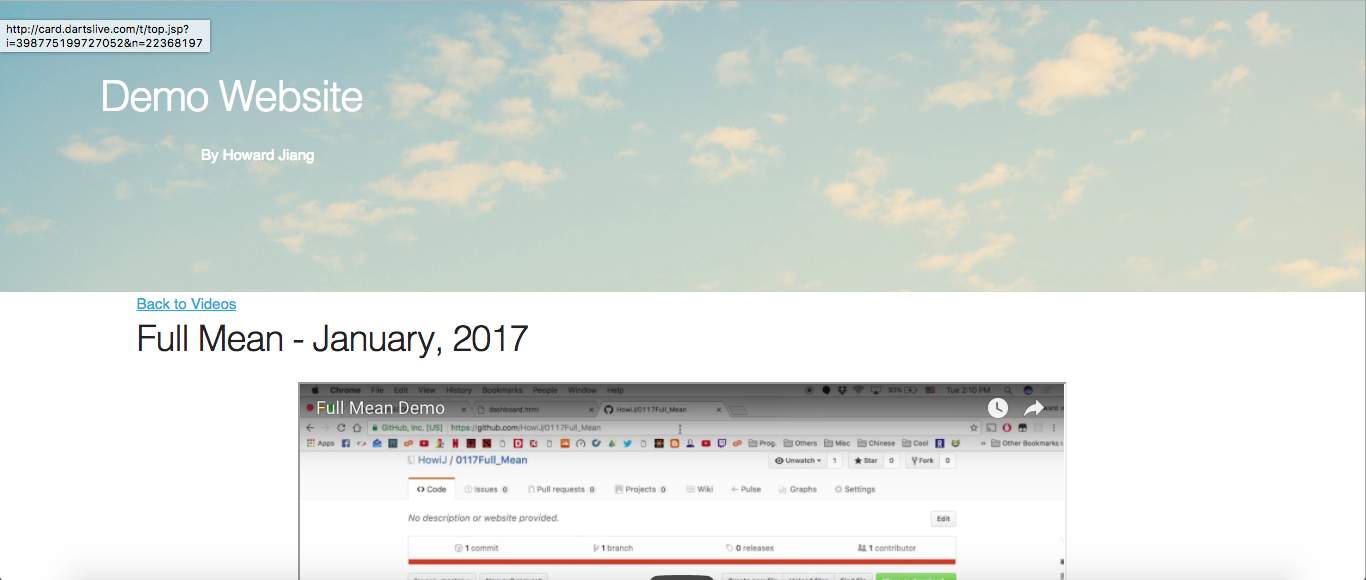 http://card.dartslive.com/t/top.jsp?
i=398775199727052&n=22368197
Demo Website
By Howard Jiang
Back to Videos
Full Mean - January, 2017
Chrome File Edit View History Bookmarks People Window Help 93% Tue 2:10 PM
Full Mean Demo
dashboard.html
HowiJ/0117Full_Mean
GitHub, Inc. [US] https://github.com/HowiJ/0117Full_Mean
Apps Prog. Others Misc Chinese Cool » Other Bookmarks
HowiJ / 0117Full_Mean
Unwatch 1 Star 0 Fork 0
Code Issues 0 Pull requests 0 Projects 0 Wiki Pulse Graphs Settings
No description or website provided.
Edit
1 commit 1 branch 0 releases 1 contributor